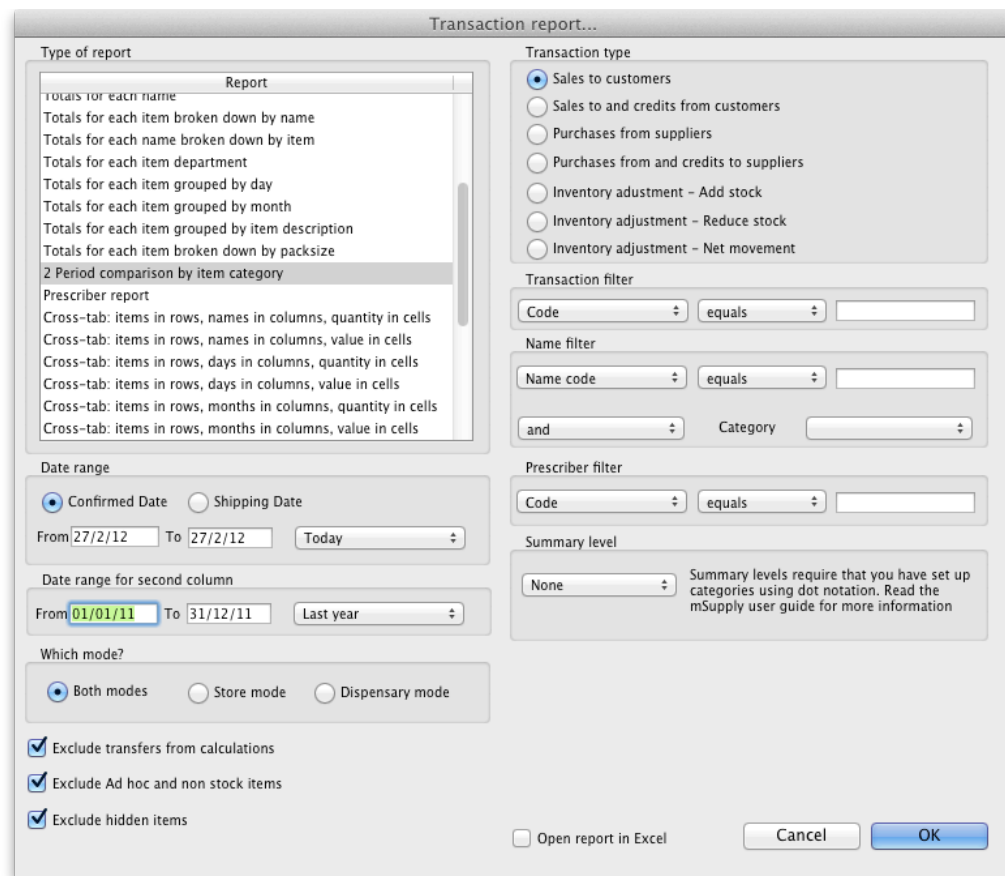 Transaction report...
Type of report
Report
Totals for each name
Totals for each item broken down by name
Totals for each name broken down by item
Totals for each item department
Totals for each item grouped by day
Totals for each item grouped by month
Totals for each item grouped by item description
Totals for each item broken down by packsize
2 Period comparison by item category
Prescriber report
Cross-tab: items in rows, names in columns, quantity in cells
Cross-tab: items in rows, names in columns, value in cells
Cross-tab: items in rows, days in columns, quantity in cells
Cross-tab: items in rows, days in columns, value in cells
Cross-tab: items in rows, months in columns, quantity in cells
Cross-tab: items in rows, months in columns, value in cells
Date range
Confirmed Date Shipping Date
From 27/2/12 To 27/2/12 Today
Date range for second column
From 01/01/11 To 31/12/11 Last year
Which mode?
Both modes Store mode Dispensary mode
Exclude transfers from calculations
Exclude Ad hoc and non stock items
Exclude hidden items
Transaction type
Sales to customers
Sales to and credits from customers
Purchases from suppliers
Purchases from and credits to suppliers
Inventory adustment - Add stock
Inventory adjustment - Reduce stock
Inventory adjustment - Net movement
Transaction filter
Code equals
Name filter
Name code equals
and Category
Prescriber filter
Code equals
Summary level
None
Summary levels require that you have set up
categories using dot notation. Read the
mSupply user guide for more information
Open report in Excel Cancel OK